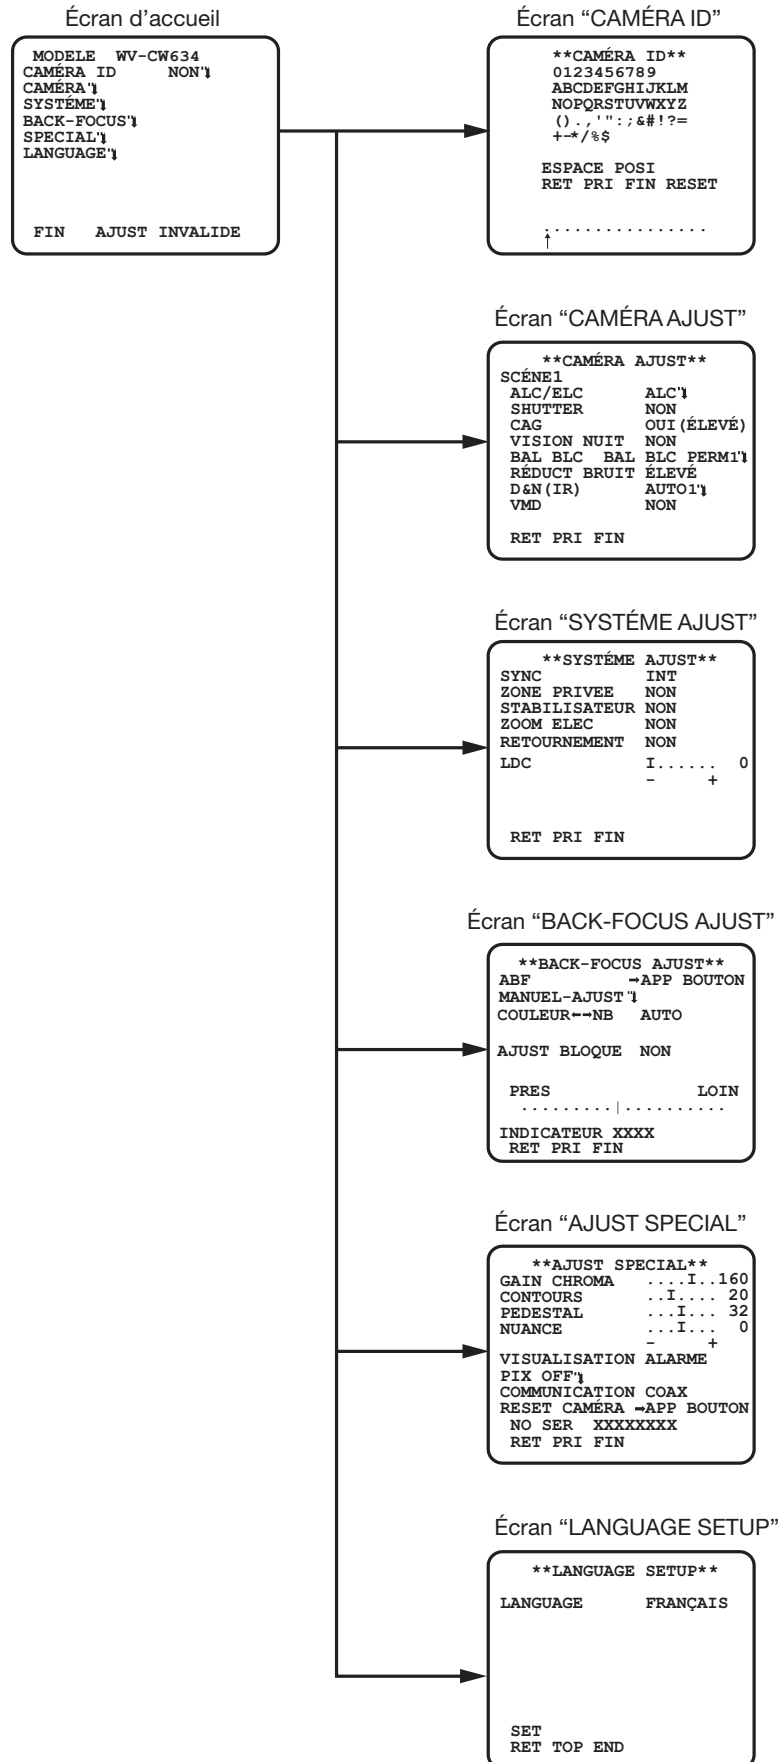 Écran d’accueil
MODELE WV-CW634
CAMÉRA ID NON
CAMÉRA
SYSTÉME
BACK-FOCUS
SPECIAL
LANGUAGE
FIN AJUST INVALIDE
Écran “CAMÉRA ID”
**CAMÉRA ID**
0123456789
ABCDEFGHIJKLM
NOPQRSTUVWXYZ
().,'":;&#!?=
+-*/%$
ESPACE POSI
RET PRI FIN RESET
................
↑
Écran “CAMÉRA AJUST”
**CAMÉRA AJUST**
SCÉNE1
ALC/ELC ALC
SHUTTER NON
CAG OUI(ÉLEVÉ)
VISION NUIT NON
BAL BLC BAL BLC PERM1
RÉDUCT BRUIT ÉLEVÉ
D&N(IR) AUTO1
VMD NON
RET PRI FIN
Écran “SYSTÉME AJUST”
**SYSTÉME AJUST**
SYNC INT
ZONE PRIVEE NON
STABILISATEUR NON
ZOOM ELEC NON
RETOURNEMENT NON
LDC I...... 0
- +
RET PRI FIN
Écran “BACK-FOCUS AJUST”
**BACK-FOCUS AJUST**
ABF →APP BOUTON
MANUEL-AJUST
COULEUR←→NB AUTO
AJUST BLOQUE NON
PRES LOIN
.........|..........
INDICATEUR XXXX
RET PRI FIN
Écran “AJUST SPECIAL”
**AJUST SPECIAL**
GAIN CHROMA ....I..160
CONTOURS ..I.... 20
PEDESTAL ...I... 32
NUANCE ...I... 0
- +
VISUALISATION ALARME
PIX OFF
COMMUNICATION COAX
RESET CAMÉRA →APP BOUTON
NO SER XXXXXXXX
RET PRI FIN
Écran “LANGUAGE SETUP”
**LANGUAGE SETUP**
LANGUAGE FRANÇAIS
SET
RET TOP END